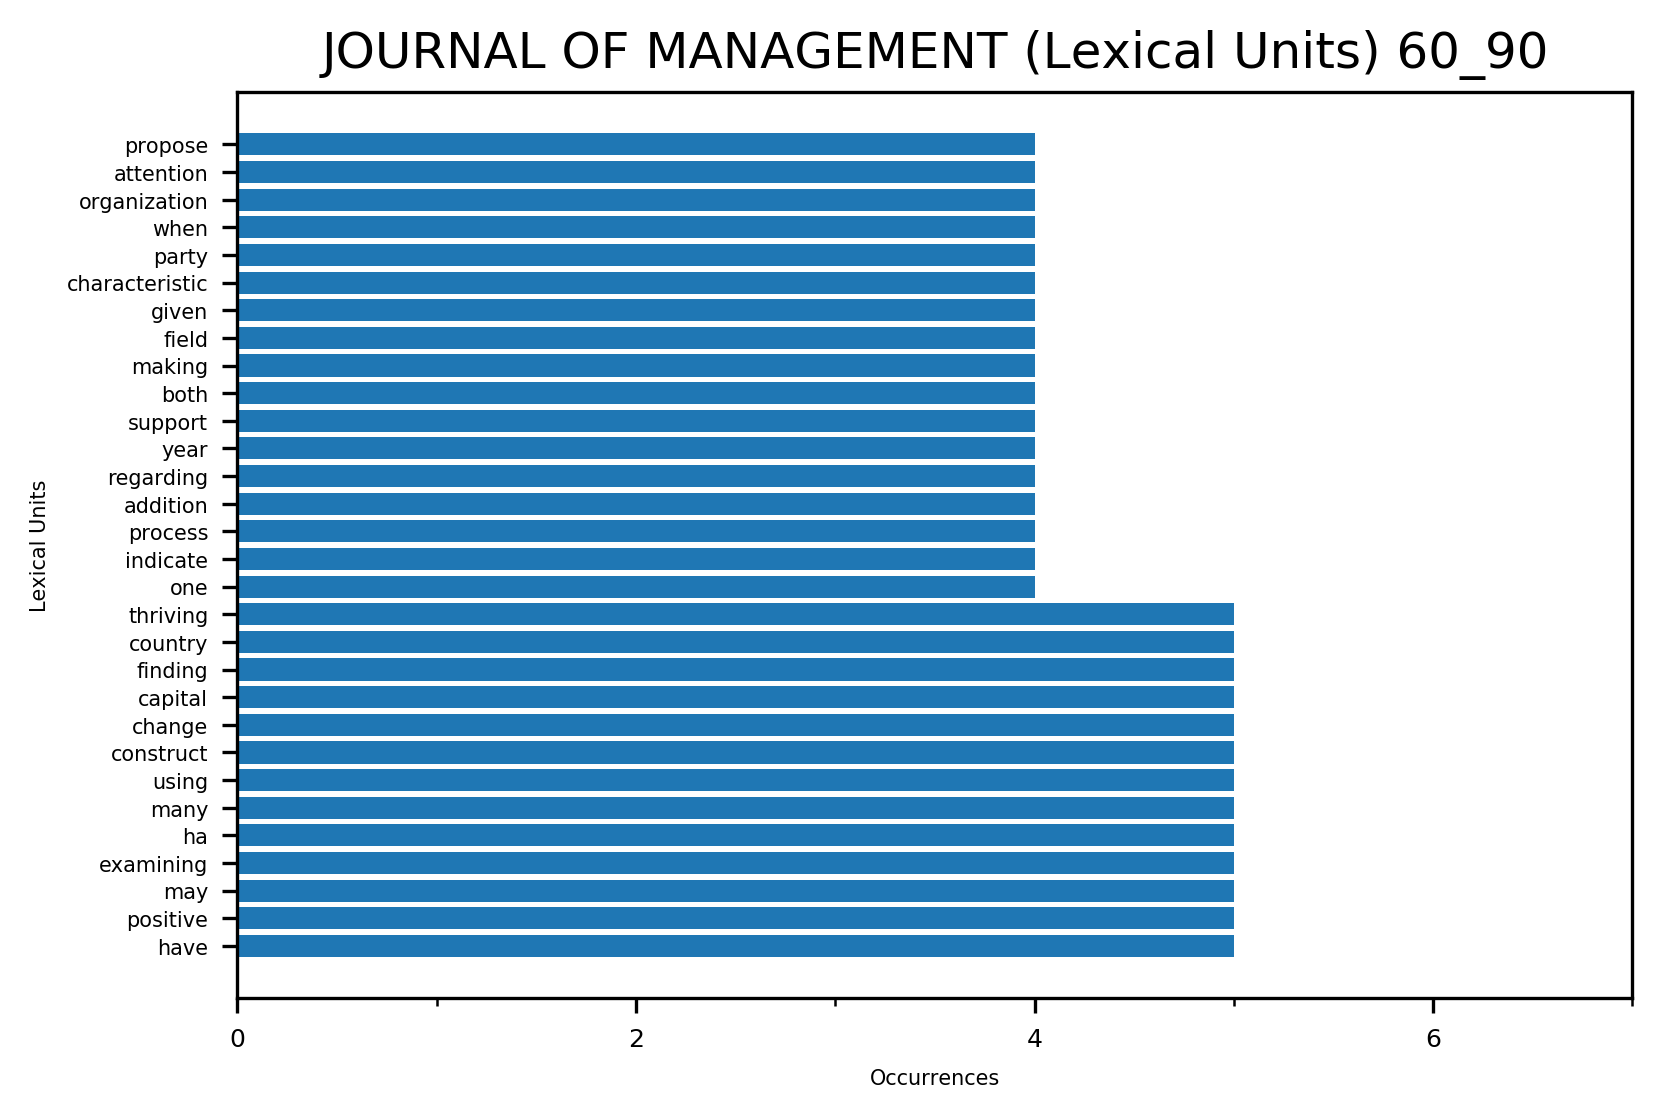 JOURNAL OF MANAGEMENT (Lexical Units) 60_90
propose
attention
organization
when
party
characteristic
given
field
making
both
support
year
regarding
addition
process
indicate
one
thriving
country
finding
capital
change
construct
using
many
ha
examining
may
positive
have
Lexical Units
0 2 4 6
Occurrences